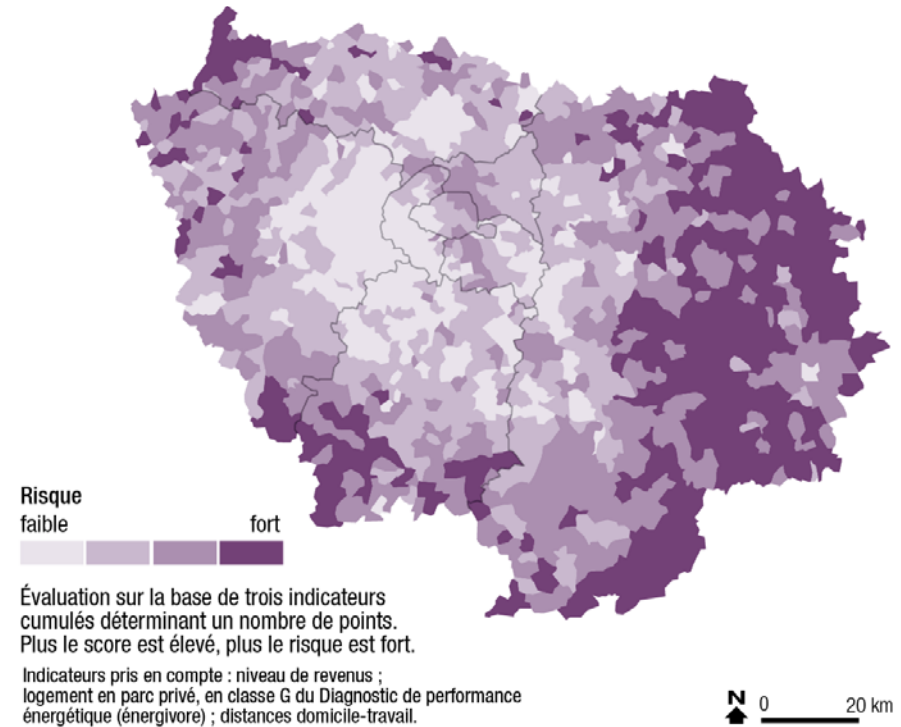 Risque
faible fort
Évaluation sur la base de trois indicateurs
cumulés déterminant un nombre de points.
Plus le score est élevé, plus le risque est fort.
Indicateurs pris en compte : niveau de revenus ;
logement en parc privé, en classe G du Diagnostic de performance
énergétique (énergivore) ; distances domicile-travail.
N 0 20 km